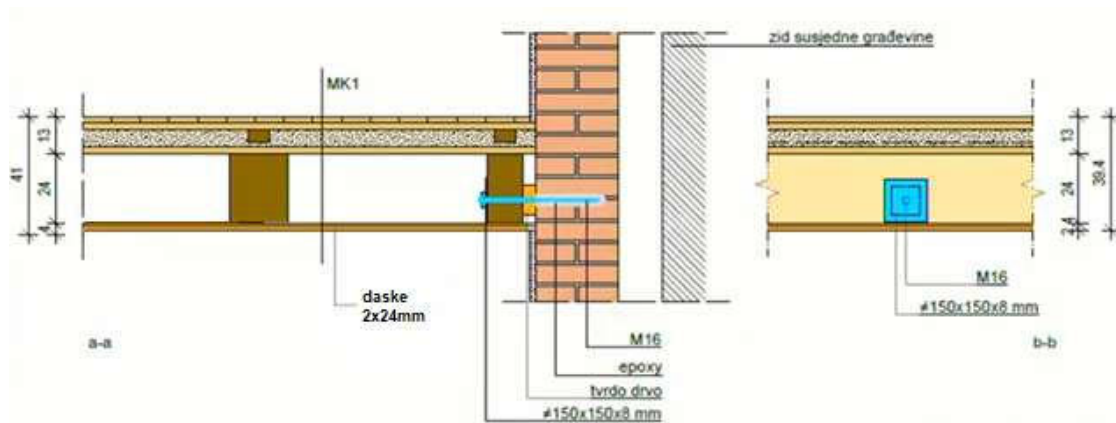 zid susjedne građevine
MK1
13
41
24
4
13
24
39.4
2.4
daske
2x24mm
M16
≠150x150x8 mm
a-a
M16
b-b
epoxy
tvrdo drvo
≠150x150x8 mm